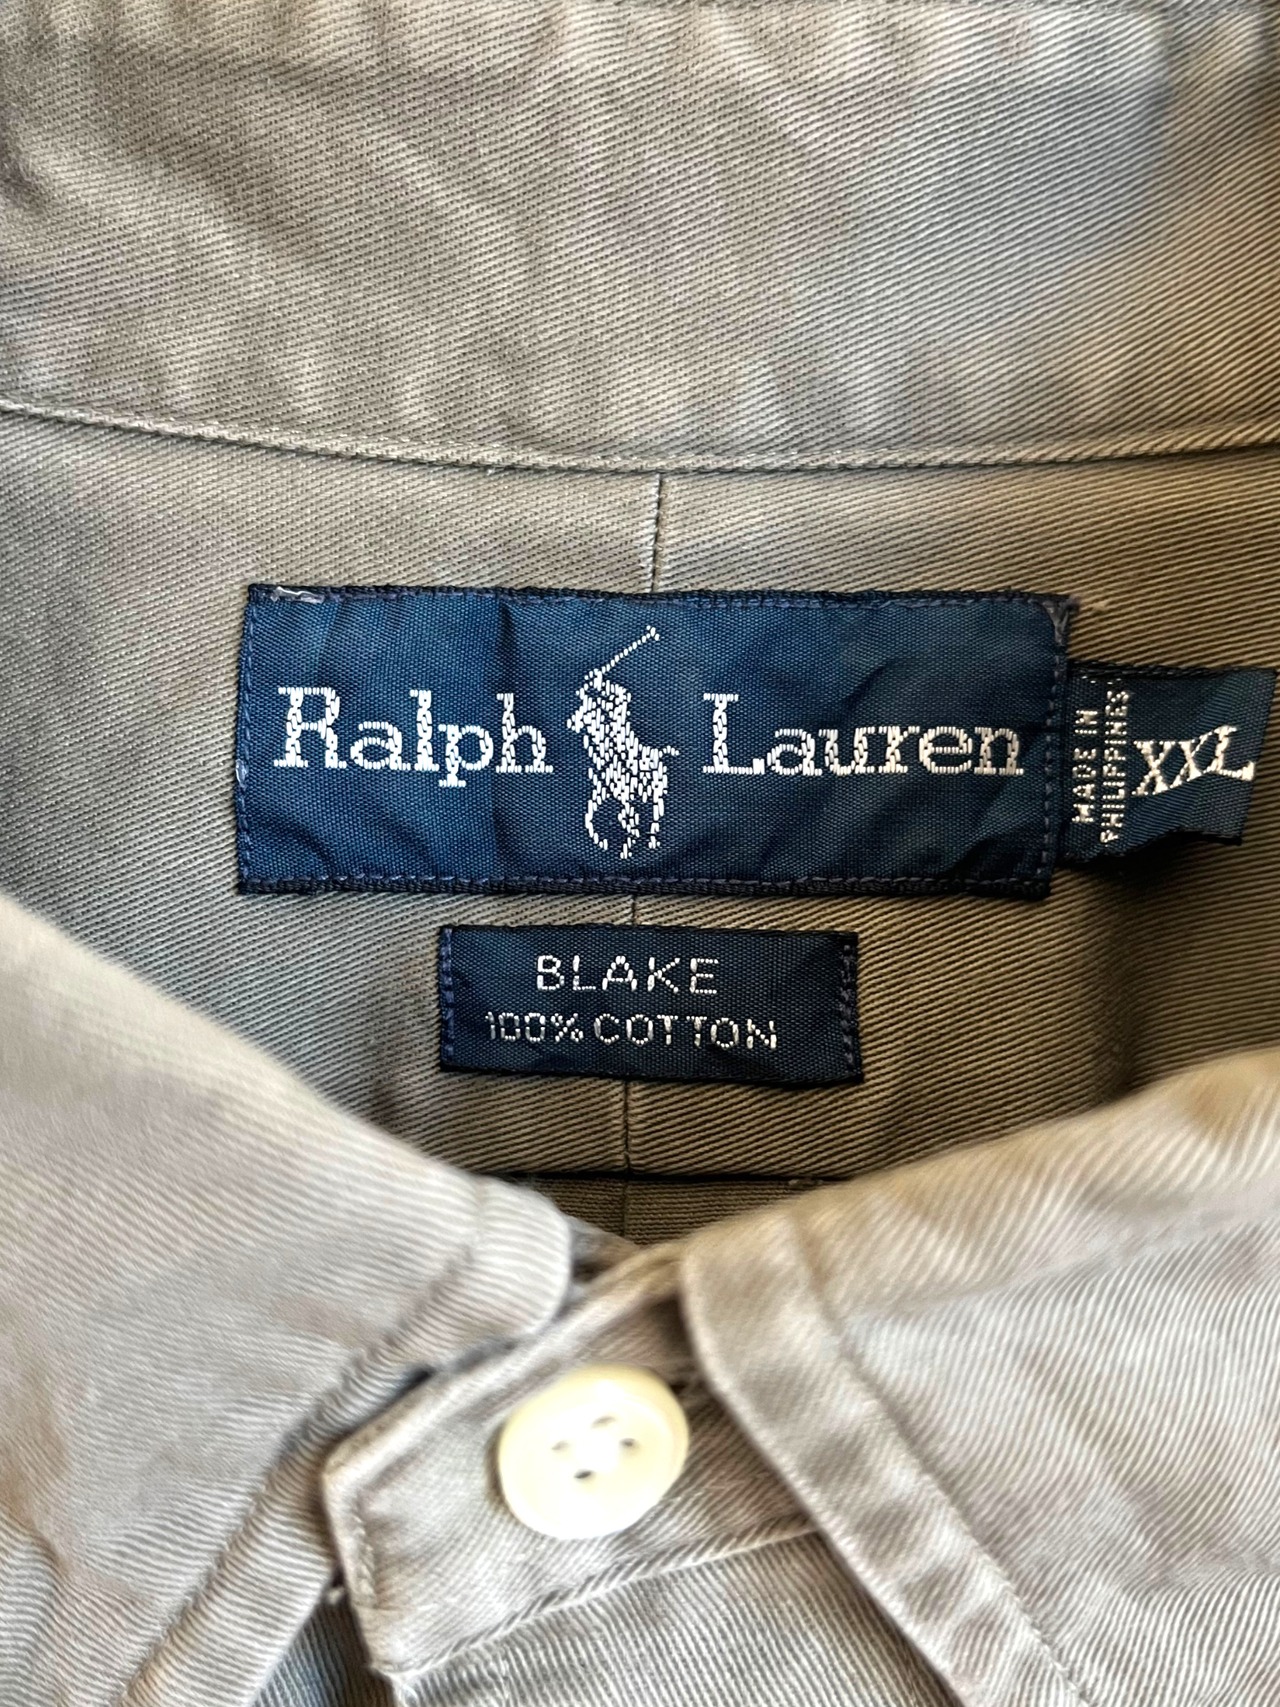 Ralph Lauren
MADE IN
PHILIPPINES
XXL
BLAKE
100% COTTON